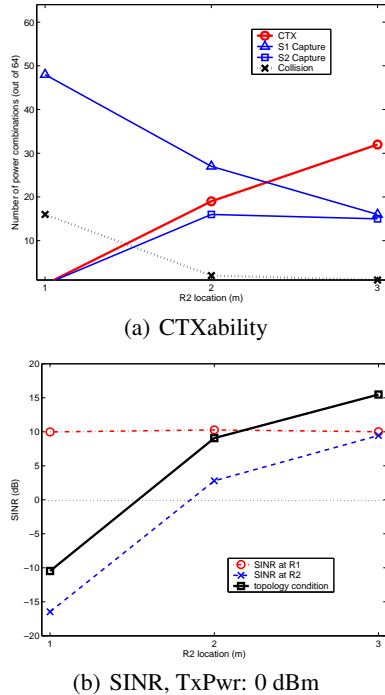 Number of power combinations (out of 64)
60
50
40
30
20
10
CTX
S1 Capture
S2 Capture
Collision
1
2
3
R2 location (m)
(a) CTXability
SINR (dB)
20
15
10
5
0
−5
−10
−15
−20
SINR at R1
SINR at R2
topology condition
1
2
3
R2 location (m)
(b) SINR, TxPwr: 0 dBm